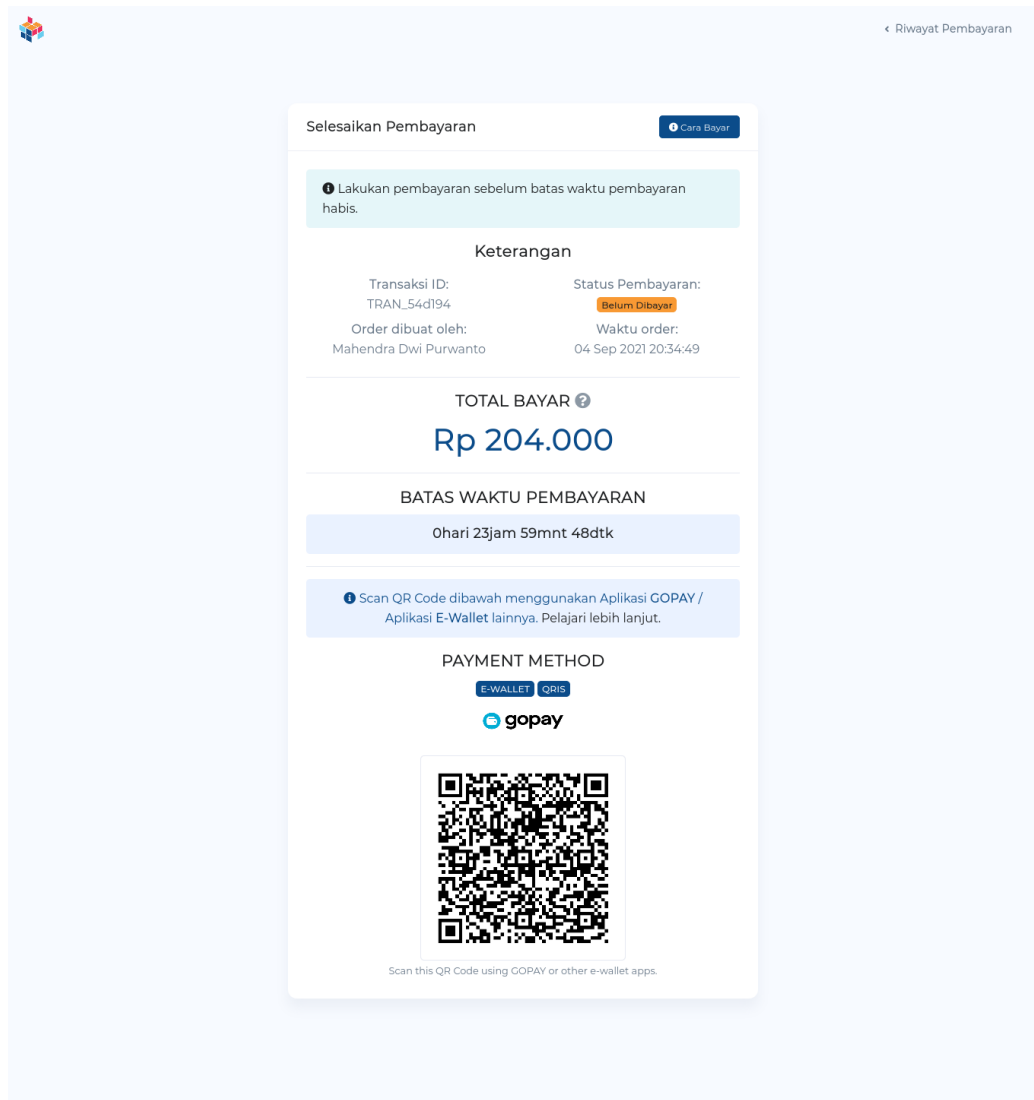 ‹ Riwayat Pembayaran
Selesaikan Pembayaran
Cara Bayar
Lakukan pembayaran sebelum batas waktu pembayaran
habis.
Keterangan
Transaksi ID:
TRAN_54d194
Status Pembayaran:
Belum Dibayar
Order dibuat oleh:
Mahendra Dwi Purwanto
Waktu order:
04 Sep 2021 20:34:49
TOTAL BAYAR
Rp 204.000
BATAS WAKTU PEMBAYARAN
0hari 23jam 59mnt 48dtk
Scan QR Code dibawah menggunakan Aplikasi GOPAY /
Aplikasi E-Wallet lainnya. Pelajari lebih lanjut.
PAYMENT METHOD
E-WALLET QRIS
gopay
Scan this QR Code using GOPAY or other e-wallet apps.